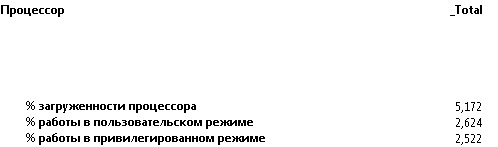 Процессор _Total
% загруженности процессора 5,172
% работы в пользовательском режиме 2,624
% работы в привилегированном режиме 2,522